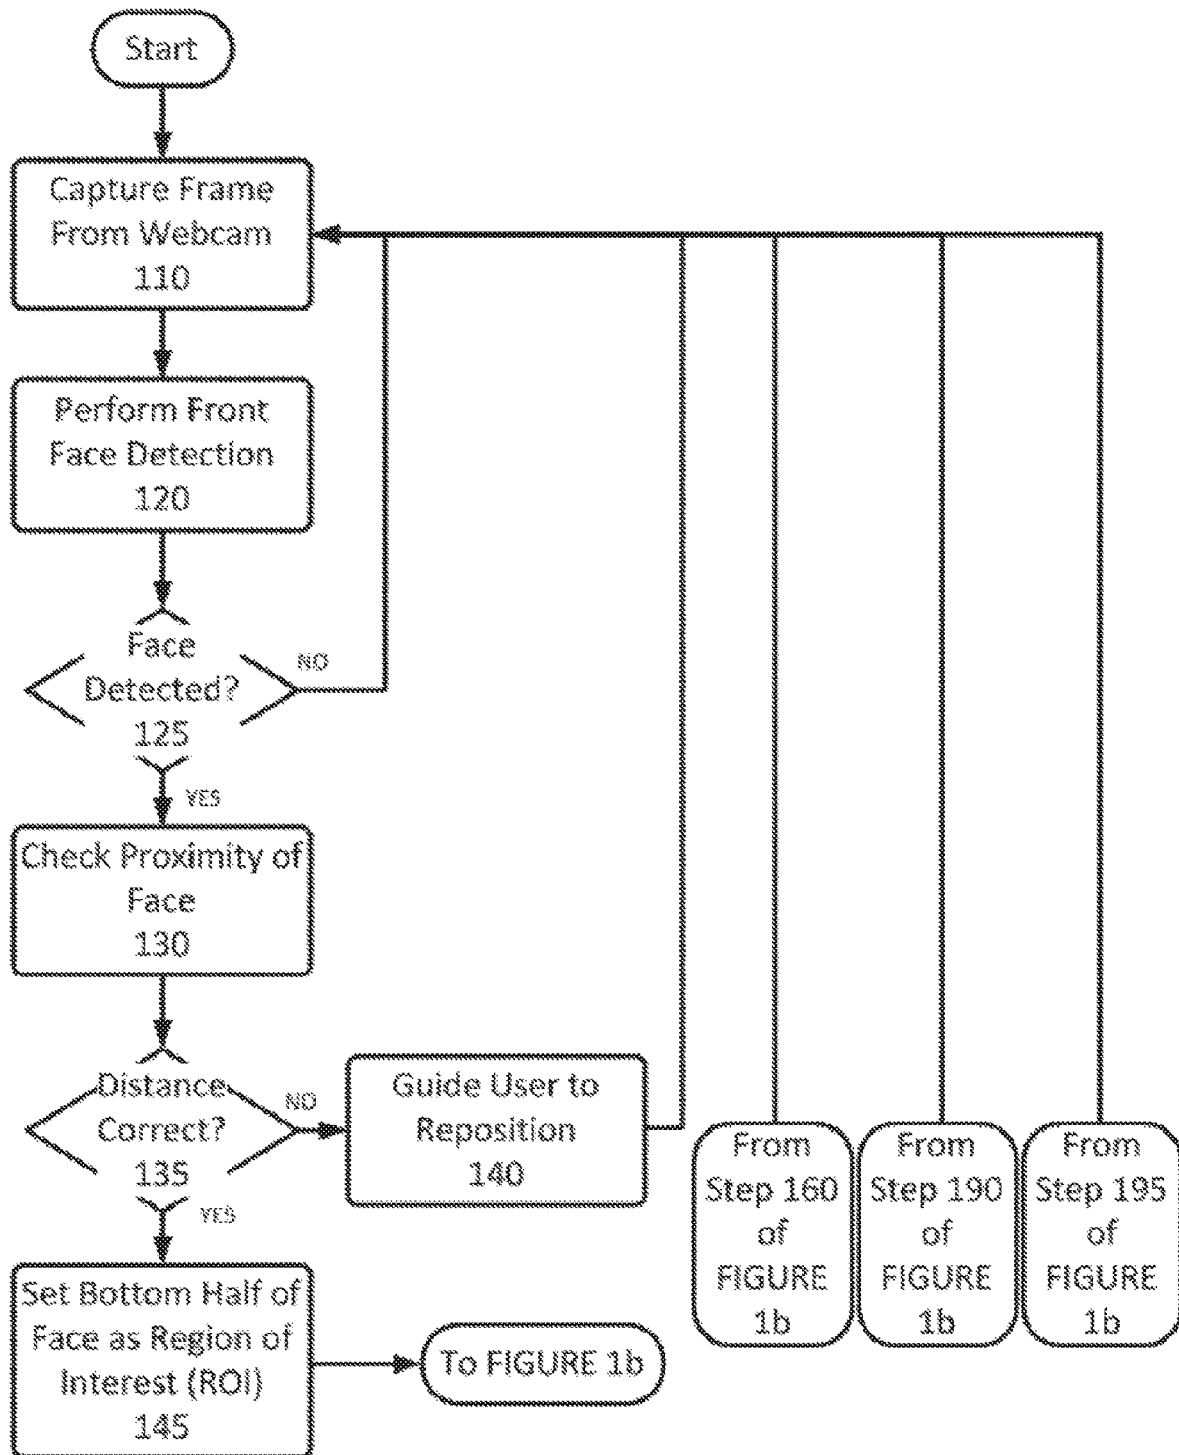 Start
Capture Frame
From Webcam
110
Perform Front
Face Detection
120
Face
Detected?
125
NO
YES
Check Proximity of
Face
130
Distance
Correct?
135
NO
YES
Guide User to
Reposition
140
From
Step 160
of
FIGURE
1b
From
Step 190
of
FIGURE
1b
From
Step 195
of
FIGURE
1b
Set Bottom Half of
Face as Region of
Interest (ROI)
145
To FIGURE 1b